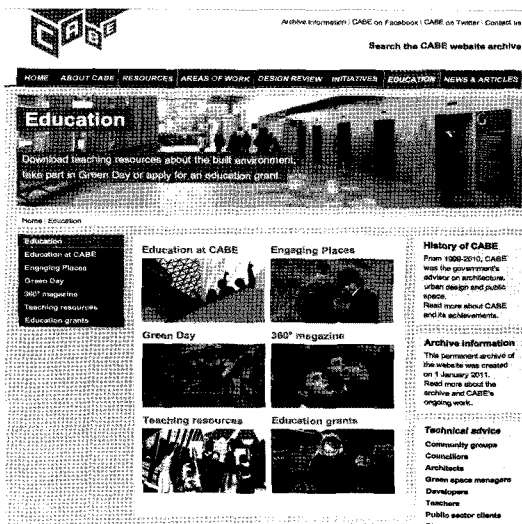 CABE
Archive information | CABE on Facebook | CABE on Twitter | Contact
Search the CABE website archive
HOME ABOUT CABE RESOURCES AREAS OF WORK DESIGN REVIEW INITIATIVES EDUCATION NEWS & ARTICLES
Education
Download teaching resources about the built environment,
take part in Green Day or apply for an education grant.
Home | Education
Education
Education at CABE
Engaging Places
Green Day
360° magazine
Teaching resources
Education grants
Education at CABE
Engaging Places
Green Day
360° magazine
Teaching resources
Education grants
History of CABE
From 1999-2010, CABE
was the government's
advisor on architecture,
urban design and public
space.
Read more about CABE
and its achievements.
Archive information
This permanent archive of
the website was created
on 1 January 2011.
Read more about the
archive and CABE's
ongoing work.
Technical advice
Community groups
Councillors
Architects
Green space managers
Developers
Teachers
Public sector clients